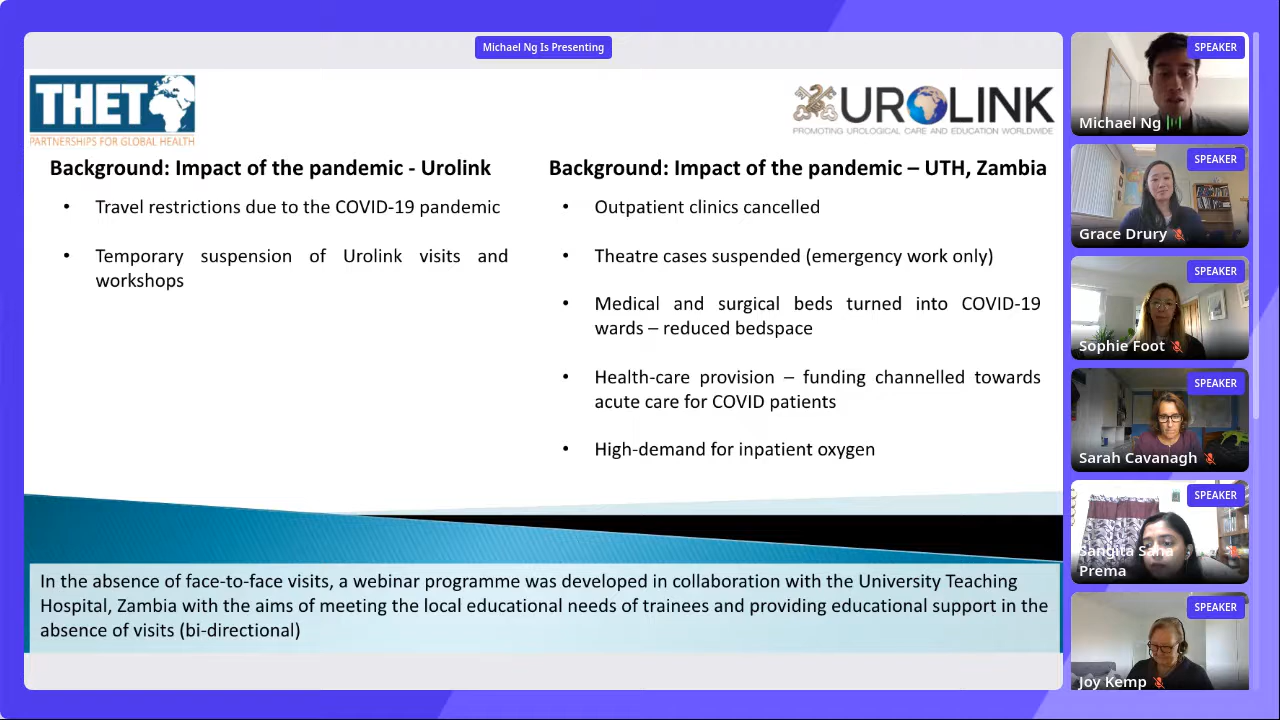 Michael Ng Is Presenting
THET
PARTNERSHIPS FOR GLOBAL HEALTH
UROLINK
PROMOTING UROLOGICAL CARE AND EDUCATION WORLDWIDE
Background: Impact of the pandemic - Urolink
• Travel restrictions due to the COVID-19 pandemic
• Temporary suspension of Urolink visits and
workshops
Background: Impact of the pandemic – UTH, Zambia
• Outpatient clinics cancelled
• Theatre cases suspended (emergency work only)
• Medical and surgical beds turned into COVID-19
wards – reduced bedspace
• Health-care provision – funding channelled towards
acute care for COVID patients
• High-demand for inpatient oxygen
In the absence of face-to-face visits, a webinar programme was developed in collaboration with the University Teaching
Hospital, Zambia with the aims of meeting the local educational needs of trainees and providing educational support in the
absence of visits (bi-directional)
SPEAKER
Michael Ng
SPEAKER
Grace Drury
SPEAKER
Sophie Foot
SPEAKER
Sarah Cavanagh
SPEAKER
Sangita Saha
Prema
SPEAKER
Joy Kemp